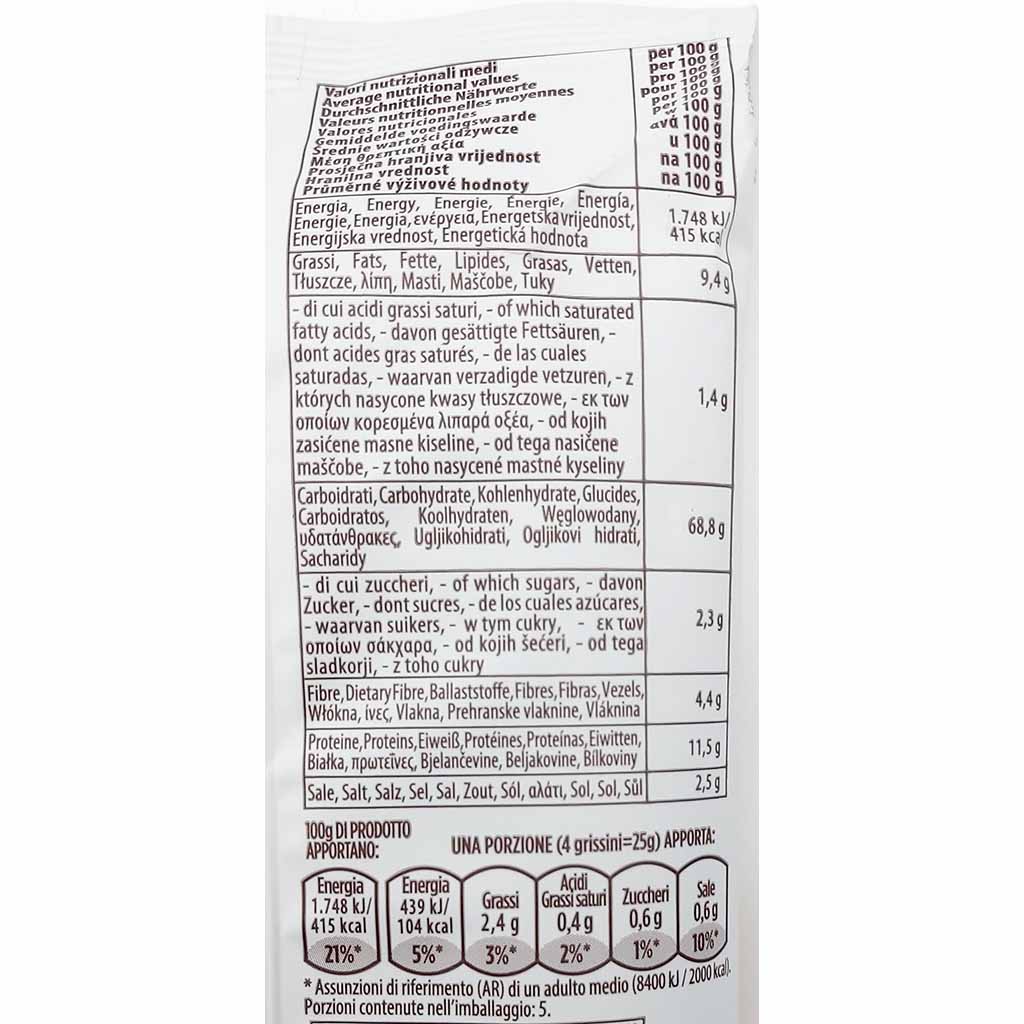 Valori nutrizionali medi
Average nutritional values
Durchschnittliche Nährwerte
Valeurs nutritionnelles moyennes
Valores nutricionales
Gemiddelde voedingswaarde
Średnie wartości odżywcze
Μέση θρεπτική αξία
Prosječna hranjiva vrijednost
Hranilna vrednost
Průměrné výživové hodnoty
per 100 g
per 100 g
pro 100 g
pour 100 g
por 100 g
per 100 g
w 100 g
ανά 100 g
u 100 g
na 100 g
na 100 g
Energia, Energy, Energie, Énergie, Energía,
Energie, Energia, ενέργεια, Energetska vrijednost,
Energijska vrednost, Energetická hodnota
1.748 kJ/
415 kcal
Grassi, Fats, Fette, Lipides, Grasas, Vetten,
Tłuszcze, λίπη, Masti, Maščobe, Tuky
9,4 g
- di cui acidi grassi saturi, - of which saturated
fatty acids, - davon gesättigte Fettsäuren, -
dont acides gras saturés, - de las cuales
saturadas, - waarvan verzadigde vetzuren, - z
których nasycone kwasy tłuszczowe, - εκ των
οποίων κορεσμένα λιπαρά οξέα, - od kojih
zasićene masne kiseline, - od tega nasičene
maščobe, - z toho nasycené mastné kyseliny
1,4 g
Carboidrati, Carbohydrate, Kohlenhydrate, Glucides,
Carboidratos, Koolhydraten, Węglowodany,
υδατάνθρακες, Ugljikohidrati, Ogljikovi hidrati,
Sacharidy
68,8 g
- di cui zuccheri, - of which sugars, - davon
Zucker, - dont sucres, - de los cuales azúcares,
- waarvan suikers, - w tym cukry, - εκ των
οποίων σάκχαρα, - od kojih šećeri, - od tega
sladkorji, - z toho cukry
2,3 g
Fibre, Dietary Fibre, Ballaststoffe, Fibres, Fibras, Vezels,
Włókna, ίνες, Vlakna, Prehranske vlaknine, Vláknina
4,4 g
Proteine, Proteins, Eiweiß, Protéines, Proteínas, Eiwitten,
Białka, πρωτεΐνες, Bjelančevine, Beljakovine, Bílkoviny
11,5 g
Sale, Salt, Salz, Sel, Sal, Zout, Sól, αλάτι, Sol, Sol, Sůl
2,5 g
100g DI PRODOTTO
APPORTANO:
UNA PORZIONE (4 grissini=25g) APPORTA:
Energia
1.748 kJ/
415 kcal
21%*
Energia
439 kJ/
104 kcal
5%*
Grassi
2,4 g
3%*
Acidi
Grassi saturi
0,4 g
2%*
Zuccheri
0,6 g
1%*
Sale
0,6 g
10%*
* Assunzioni di riferimento (AR) di un adulto medio (8400 kJ / 2000 kcal).
Porzioni contenute nell'imballaggio: 5.